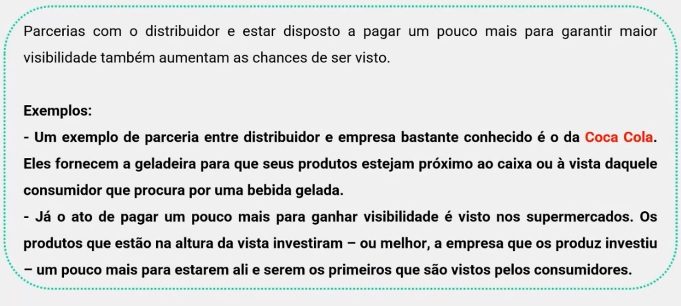 Parcerias com o distribuidor e estar disposto a pagar um pouco mais para garantir maior
visibilidade também aumentam as chances de ser visto.
Exemplos:
- Um exemplo de parceria entre distribuidor e empresa bastante conhecido é o da Coca Cola.
Eles fornecem a geladeira para que seus produtos estejam próximo ao caixa ou à vista daquele
consumidor que procura por uma bebida gelada.
- Já o ato de pagar um pouco mais para ganhar visibilidade é visto nos supermercados. Os
produtos que estão na altura da vista investiram – ou melhor, a empresa que os produz investiu
– um pouco mais para estarem ali e serem os primeiros que são vistos pelos consumidores.